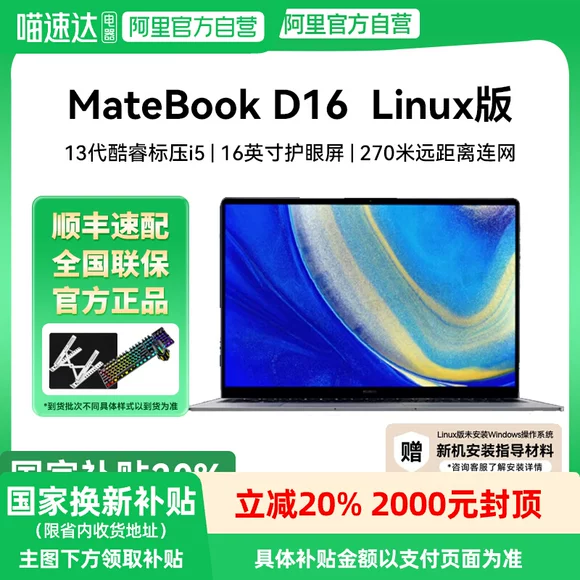 喵速达电器 阿里官方自营 阿里官方自营
MateBook D16 Linux版
13代酷睿标压i5 | 16英寸护眼屏 | 270米远距离连网
顺丰速配
全国联保
官方正品
*到货批次不同具体样式以到货为准
Linux版未安装Windows操作系统
赠 新机安装指导材料
*咨询客服了解安装详情
国家补贴20%
国家换新补贴
(限省内收货地址)
主图下方领取补贴
立减20% 2000元封顶
具体补贴金额以支付页面为准